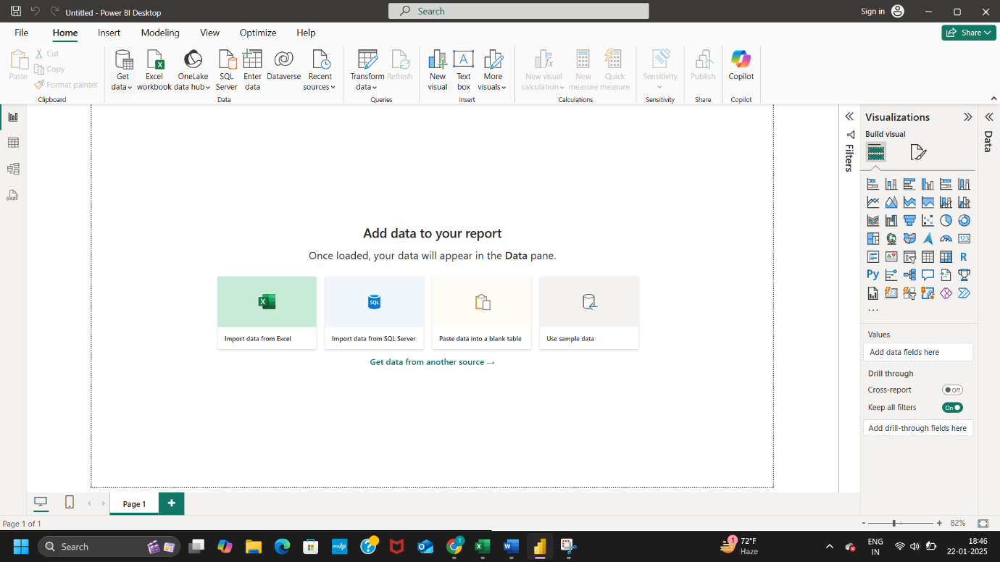 Untitled - Power BI Desktop
Search
Sign in
File Home Insert Modeling View Optimize Help
Share
Paste
Cut
Copy
Format painter
Clipboard
Get data
Excel workbook
OneLake data hub
SQL Server
Enter data
Dataverse
Recent sources
Data
Transform data
Refresh
Queries
New visual
Text box
More visuals
Insert
New visual calculation
New measure
Quick measure
Calculations
Sensitivity
Sensitivity
Publish
Share
Copilot
Copilot
Add data to your report
Once loaded, your data will appear in the Data pane.
Import data from Excel
SQL
Import data from SQL Server
Paste data into a blank table
Use sample data
Get data from another source →
Filters
Visualizations
Build visual
123
R
Py
123
...
Values
Add data fields here
Drill through
Cross-report
Off
Keep all filters
On
Add drill-through fields here
Data
DAX
Page 1
+
Page 1 of 1
- + 82%
Search
myhp
1
72°F
Haze
ENG
IN
18:46
22-01-2025